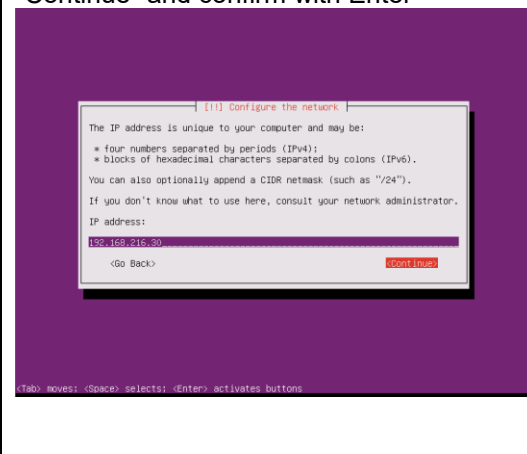 "Continue" and confirm with Enter
[!!] Configure the network
The IP address is unique to your computer and may be:
* four numbers separated by periods (IPv4);
* blocks of hexadecimal characters separated by colons (IPv6).
You can also optionally append a CIDR netmask (such as "/24").
If you don't know what to use here, consult your network administrator.
IP address:
192.168.216.30
<Go Back> <Continue>
<Tab> moves; <Space> selects; <Enter> activates buttons